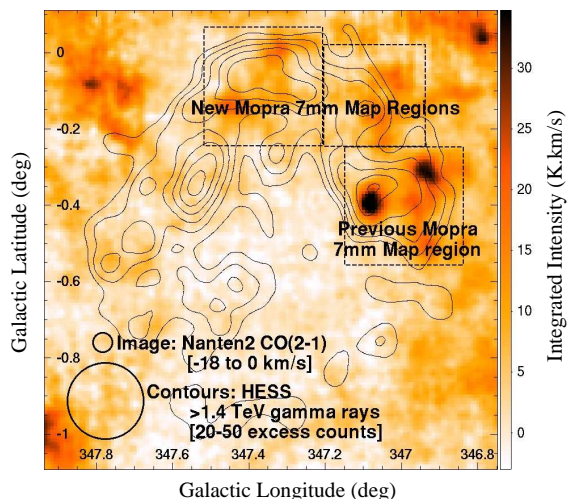 0
-0.2
-0.4
-0.6
-0.8
-1
Galactic Latitude (deg)
New Mopra 7mm Map Regions
Previous Mopra
7mm Map region
Image: Nanten2 CO(2-1)
[-18 to 0 km/s]
Contours: HESS
>1.4 TeV gamma rays
[20-50 excess counts]
347.8
347.6
347.4
347.2
347
346.8
Galactic Longitude (deg)
30
25
20
15
10
5
0
Integrated Intensity (K.km/s)